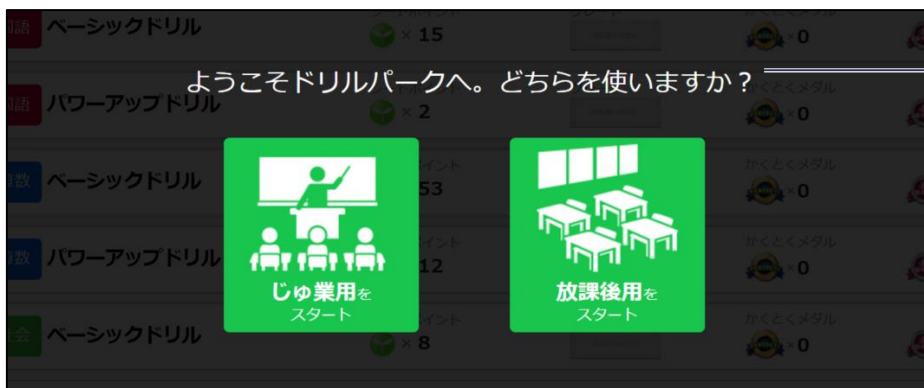 ベーシックドリル
× 15
× 0
ようこそドリルパークへ。どちらを使いますか?
国語 パワーアップドリル
× 2
かくとくメダル
× 0
算数 ベーシックドリル
53
かくとくメダル
× 0
算数 パワーアップドリル
イント
12
かくとくメダル
× 0
じゅ業用を
スタート
放課後用を
スタート
ベーシックドリル
イント
× 8
かくとくメダル
× 0